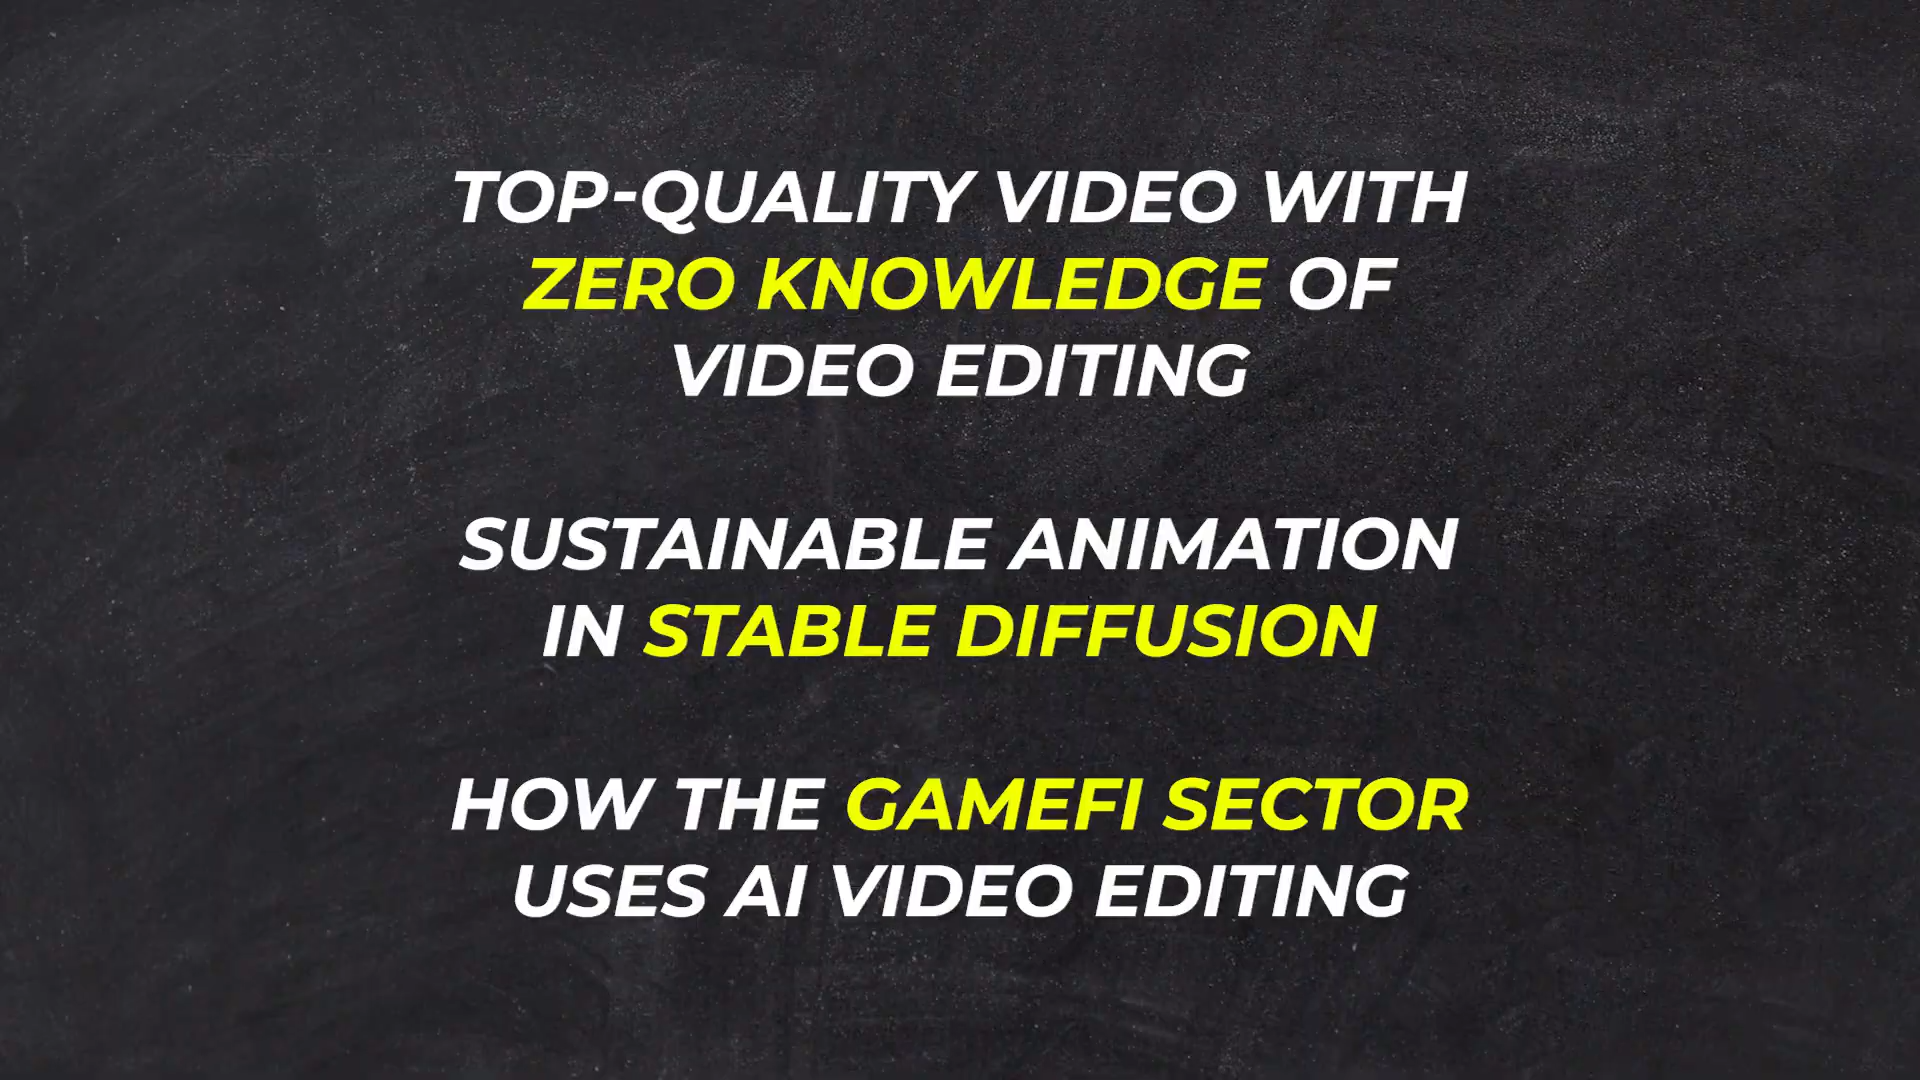 TOP-QUALITY VIDEO WITH
ZERO KNOWLEDGE OF
VIDEO EDITING
SUSTAINABLE ANIMATION
IN STABLE DIFFUSION
HOW THE GAMEFI SECTOR
USES AI VIDEO EDITING